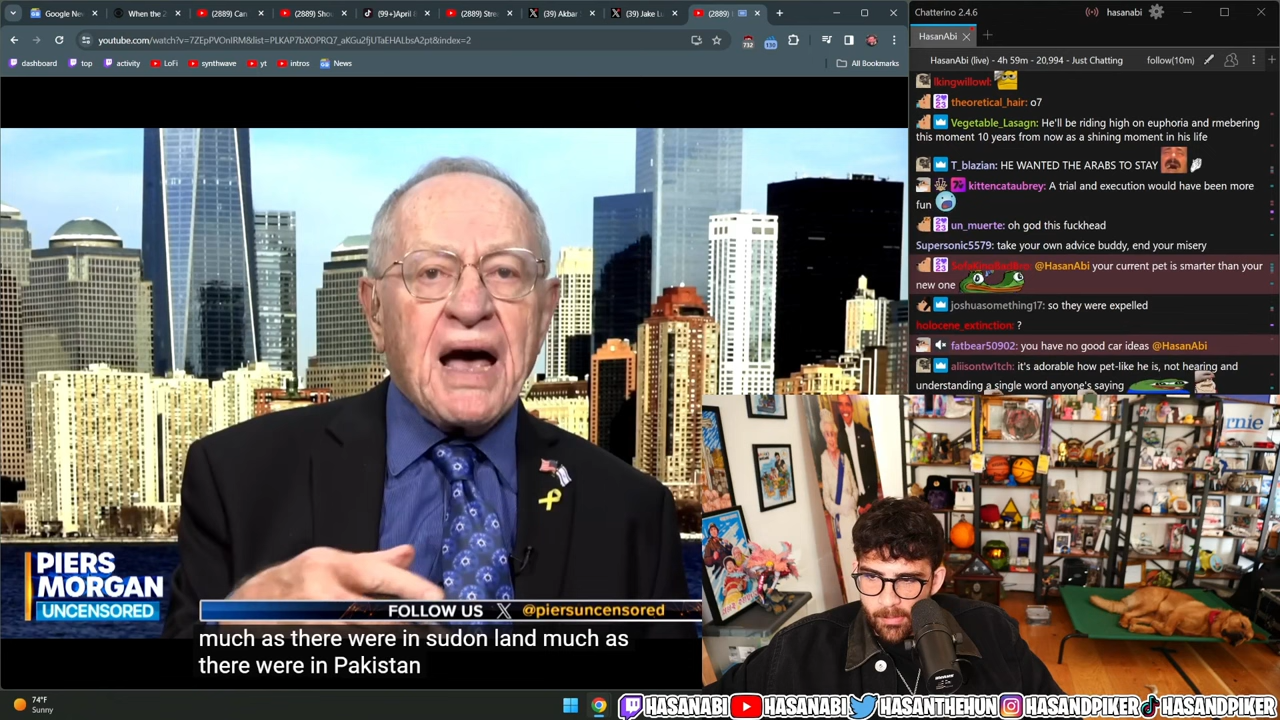 Google Ne
When the 2
(2889) Can
(2889) Shou
(99+) April 8
(2889) Stre
(39) Akbar
(39) Jake L
(2889)
youtube.com/watch?v=7ZEpPVOnIRM&list=PLKAP7bXOPRQ7_aKGu2fjUTaEHALbsA2pt&index=2
732
130
dashboard
top
activity
LoFi
synthwave
yt
intros
News
All Bookmarks
PIERS
MORGAN
UNCENSORED
FOLLOW US X @piersuncensored
much as there were in sudon land much as
there were in Pakistan
Chatterino 2.4.6
hasanabi
HasanAbi
HasanAbi (live) - 4h 59m - 20,994 - Just Chatting
follow(10m)
lkingwillowl:
theoretical_hair: o7
Vegetable_Lasagn: He'll be riding high on euphoria and rmebering
this moment 10 years from now as a shining moment in his life
T_blazian: HE WANTED THE ARABS TO STAY
kittencataubrey: A trial and execution would have been more
fun
un_muerte: oh god this fuckhead
Supersonic5579: take your own advice buddy, end your misery
@HasanAbi your current pet is smarter than your
new one
joshuasomething17: so they were expelled
holocene_extinction: ?
fatbear50902: you have no good car ideas @HasanAbi
aliisontw1tch: it's adorable how pet-like he is, not hearing and
understanding a single word anyone's saying
ernie
74°F
Sunny
HASANABI
HASANABI
HASANTHEHUN
HASANDPIKER
HASANDPIKER